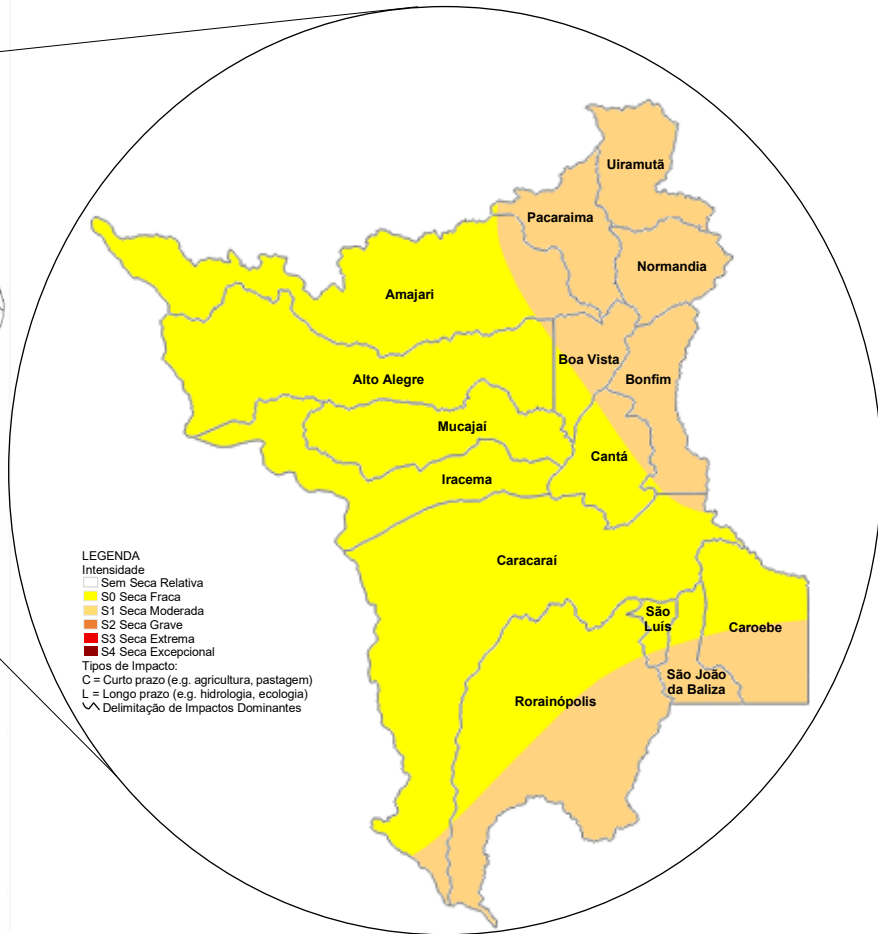 Uiramutã
Pacaraima
Normandia
Amajari
Boa Vista
Alto Alegre
Bonfim
Mucajaí
Cantá
Iracema
Caracaraí
São
Luís
Caroebe
São João
da Baliza
Rorainópolis
LEGENDA
Intensidade
Sem Seca Relativa
S0 Seca Fraca
S1 Seca Moderada
S2 Seca Grave
S3 Seca Extrema
S4 Seca Excepcional
Tipos de Impacto:
C = Curto prazo (e.g. agricultura, pastagem)
L = Longo prazo (e.g. hidrologia, ecologia)
Delimitação de Impactos Dominantes